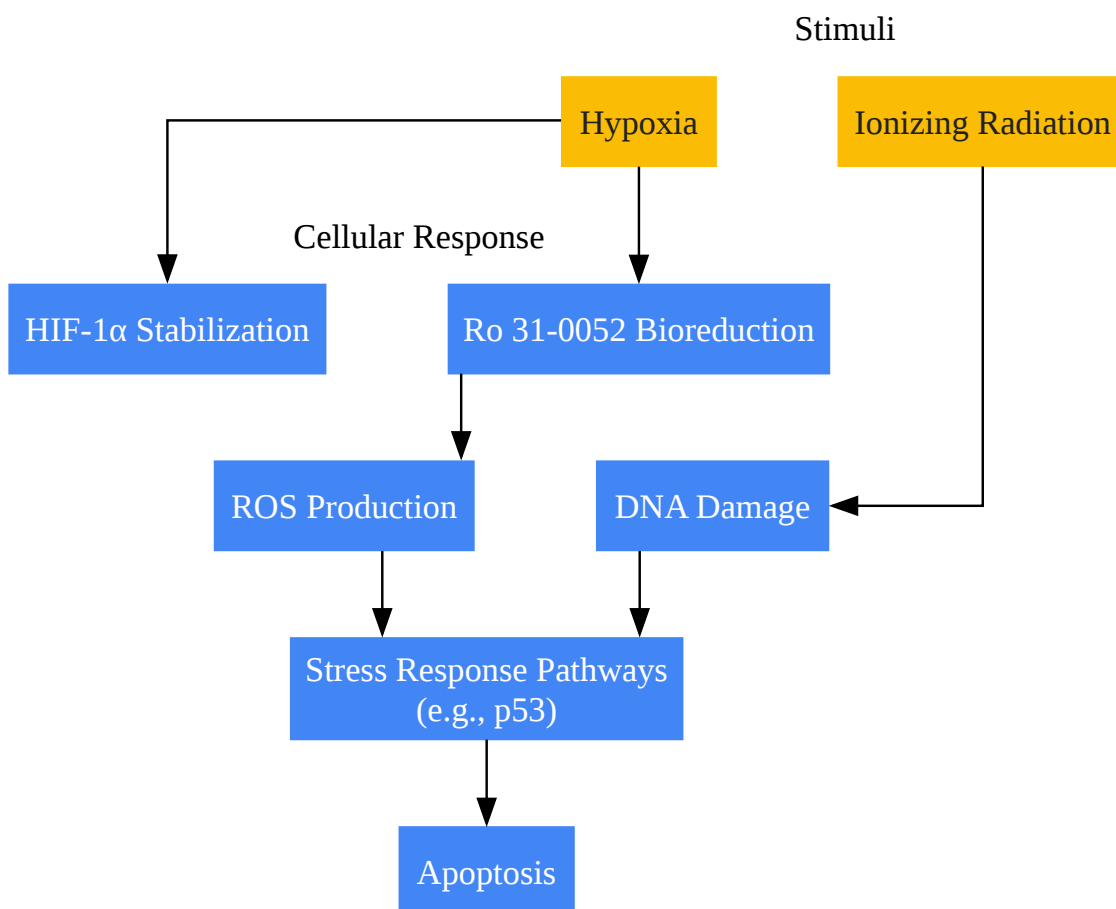 Stimuli
Hypoxia
Ionizing Radiation
Cellular Response
HIF-1α Stabilization
Ro 31-0052 Bioreduction
ROS Production
DNA Damage
Stress Response Pathways
(e.g., p53)
Apoptosis